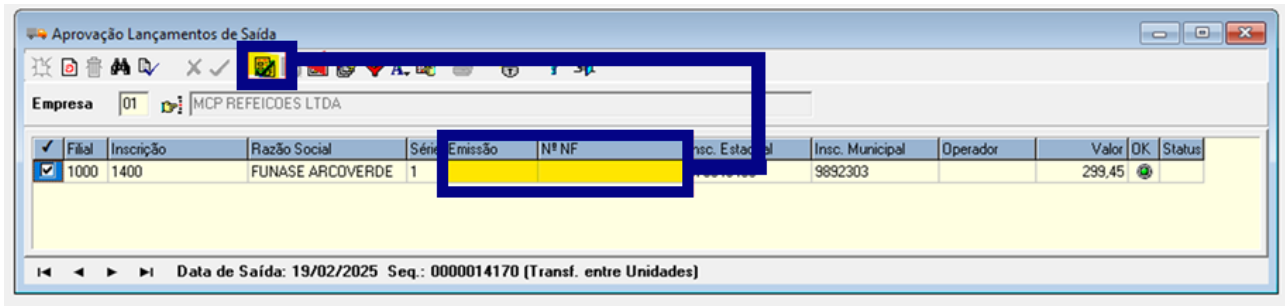 Aprovação Lançamentos de Saída
Empresa 01 MCP REFEICOES LTDA
Filial Inscrição Razão Social Série Emissão Nº NF Insc. Municipal Operador Valor OK Status
1000 1400 FUNASE ARCOVERDE 1 9892303 299,45
Data de Saída: 19/02/2025 Seq.: 0000014170 (Transf. entre Unidades)